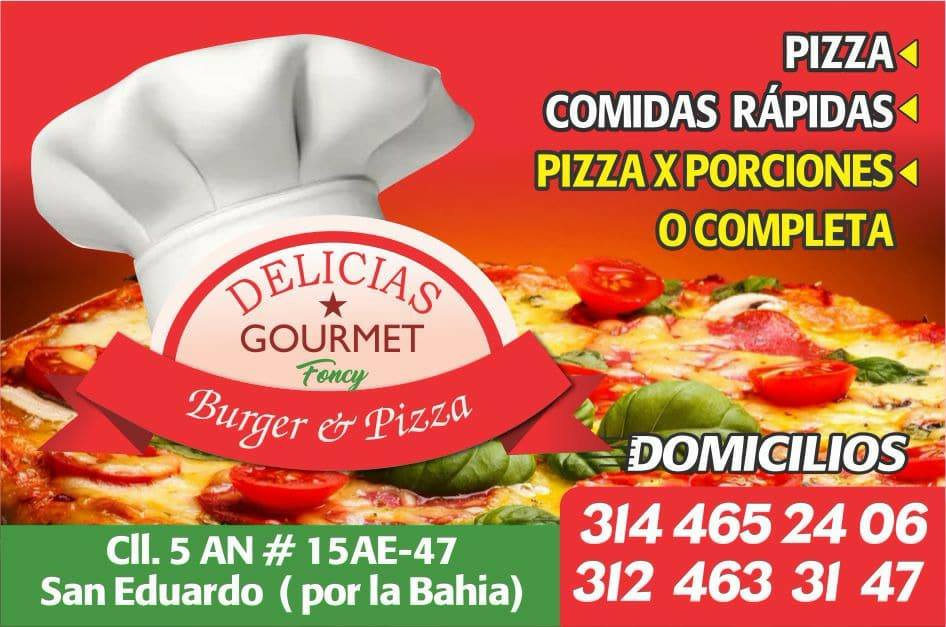 PIZZA
COMIDAS RÁPIDAS
PIZZA X PORCIONES
O COMPLETA
DELICIAS
GOURMET
Foncy
Burger & Pizza
DOMICILIOS
314 465 24 06
312 463 31 47
Cll. 5 AN # 15AE-47
San Eduardo ( por la Bahia)